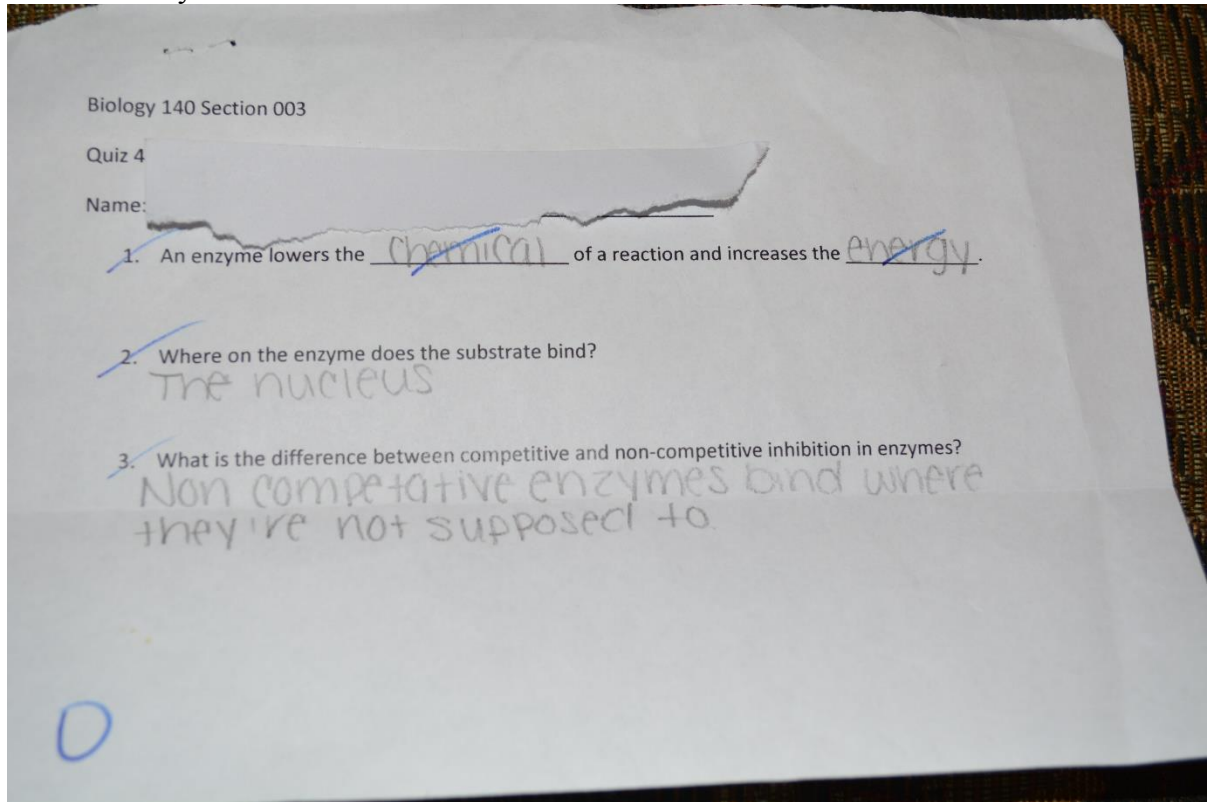 Biology 140 Section 003
Quiz 4
Name:
1. An enzyme lowers the chemical of a reaction and increases the energy.
2. Where on the enzyme does the substrate bind?
The nucleus
3. What is the difference between competitive and non-competitive inhibition in enzymes?
Non competative enzymes bind where
they're not supposed to.
0